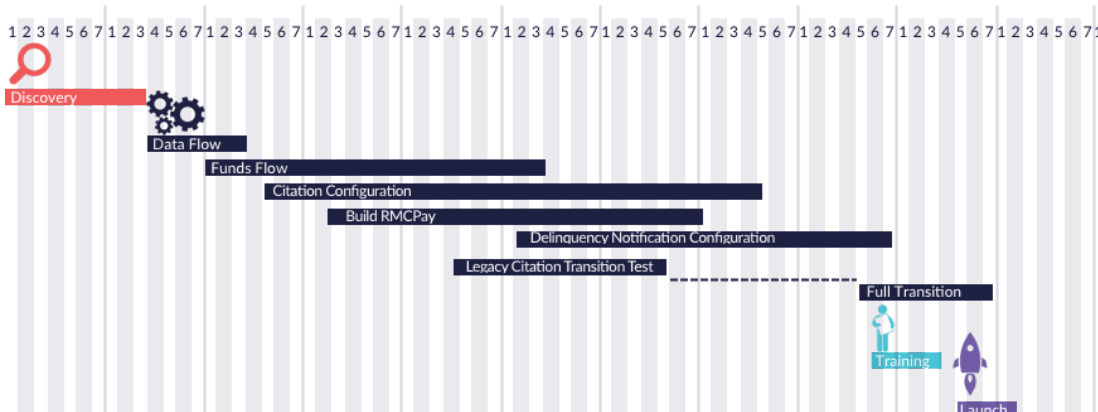 1 2 3 4 5 6 7 1 2 3 4 5 6 7 1 2 3 4 5 6 7 1 2 3 4 5 6 7 1 2 3 4 5 6 7 1 2 3 4 5 6 7 1 2 3 4 5 6 7 1 2 3 4 5 6 7 1 2 3 4 5 6 7 1 2 3 4 5 6 7 1 2 3 4 5 6 7 1
Discovery
Data Flow
Funds Flow
Citation Configuration
Build RMCPay
Delinquency Notification Configuration
Legacy Citation Transition Test
Full Transition
Training
Launch